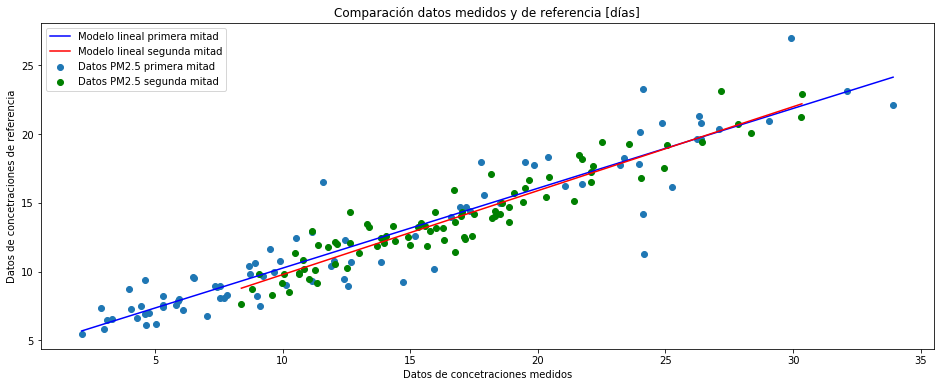 Comparación datos medidos y de referencia [días]
Modelo lineal primera mitad
Modelo lineal segunda mitad
Datos PM2.5 primera mitad
Datos PM2.5 segunda mitad
Datos de concetraciones de referencia
25
20
15
10
5
5
10
15
20
25
30
35
Datos de concetraciones medidos